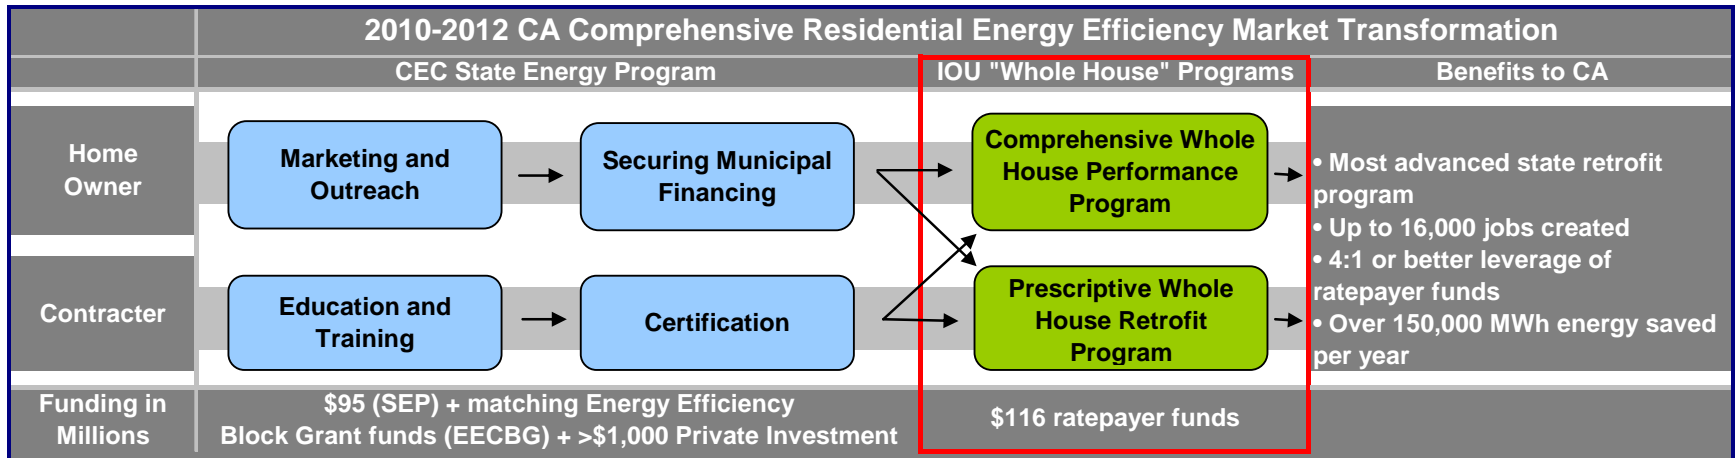 2010-2012 CA Comprehensive Residential Energy Efficiency Market Transformation
CEC State Energy Program
IOU "Whole House" Programs
Benefits to CA
Home
Owner
Marketing and
Outreach
Securing Municipal
Financing
Comprehensive Whole
House Performance
Program
Contracter
Education and
Training
Certification
Prescriptive Whole
House Retrofit
Program
• Most advanced state retrofit
program
• Up to 16,000 jobs created
• 4:1 or better leverage of
ratepayer funds
• Over 150,000 MWh energy saved
per year
Funding in
Millions
$95 (SEP) + matching Energy Efficiency
Block Grant funds (EECBG) + >$1,000 Private Investment
$116 ratepayer funds